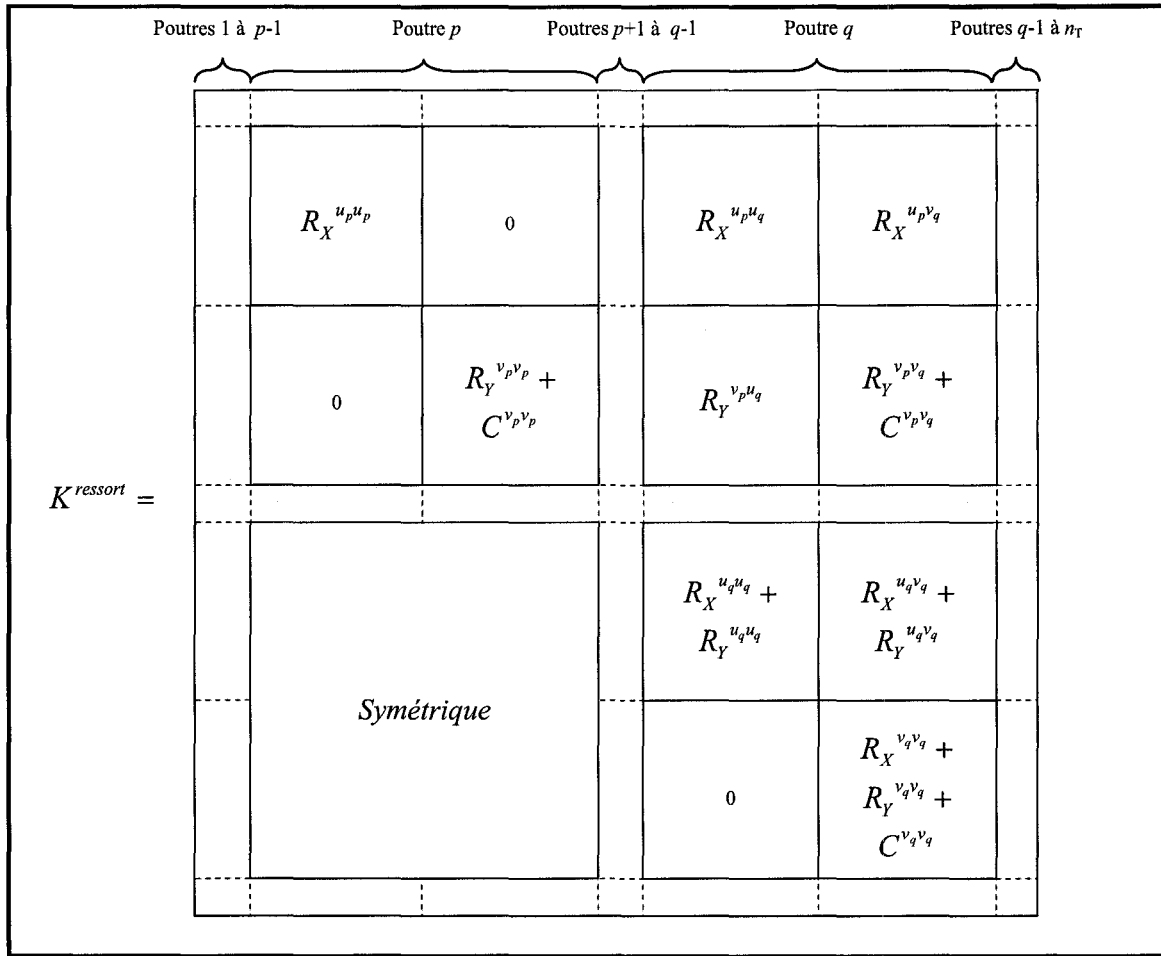 Poutres 1 à p-1 Poutre p Poutres p+1 à q-1 Poutre q Poutres q-1 à n_T
R_X^{u_p u_p} 0 R_X^{u_p u_q} R_X^{u_p v_q}
0 R_Y^{v_p v_p} + C^{v_p v_p} R_Y^{v_p u_q} R_Y^{v_p v_q} + C^{v_p v_q}
K^{ressort} =
R_X^{u_q u_q} + R_Y^{u_q u_q} R_X^{u_q v_q} + R_Y^{u_q v_q}
Symétrique
0 R_X^{v_q v_q} + R_Y^{v_q v_q} + C^{v_q v_q}